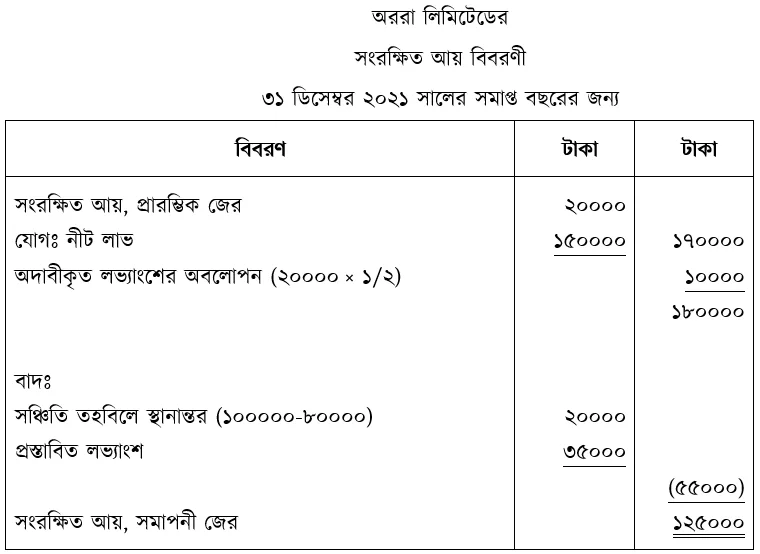 অররা লিমিটেডের
সংরক্ষিত আয় বিবরণী
৩১ ডিসেম্বর ২০২১ সালের সমাপ্ত বছরের জন্য
বিবরণ টাকা টাকা
সংরক্ষিত আয়, প্রারম্ভিক জের ২০০০০
যোগঃ নীট লাভ ১৫০০০০ ১৭০০০০
অদাবীকৃত লভ্যাংশের অবলোপন (২০০০০ × ১/২) ১০০০০
১৮০০০০
বাদঃ
সঞ্চিতি তহবিলে স্থানান্তর (১০০০০০-৮০০০০) ২০০০০
প্রস্তাবিত লভ্যাংশ ৩৫০০০
(৫৫০০০)
সংরক্ষিত আয়, সমাপনী জের ১২৫০০০